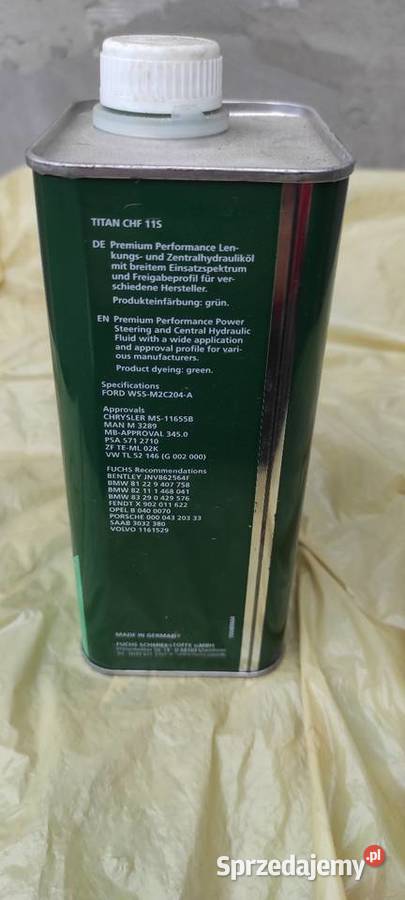 TITAN CHF 11S
DE Premium Performance Len-
kungs- und Zentralhydrauliköl
mit breitem Einsatzspektrum
und Freigabeprofil für ver-
schiedene Hersteller.
Produkteinfärbung: grün.
EN Premium Performance Power
Steering and Central Hydraulic
Fluid with a wide application
and approval profile for vari-
ous manufacturers.
Product dyeing: green.
Specifications
FORD WSS-M2C204-A
Approvals
CHRYSLER MS-11655B
MAN M 3289
MB-APPROVAL 345.0
PSA S71 2710
ZF TE-ML 02K
VW TL 52 146 (G 002 000)
FUCHS Recommendations
BENTLEY JNV862564F
BMW 81 22 9 407 758
BMW 82 11 1 468 041
BMW 83 29 0 429 576
FENDT X 902 011 622
OPEL B 040 0070
PORSCHE 000 043 203 33
SAAB 3032 380
VOLVO 1161529
MADE IN GERMANY
FUCHS SCHMIERSTOFFE GMBH
Sprzedajemy.pl